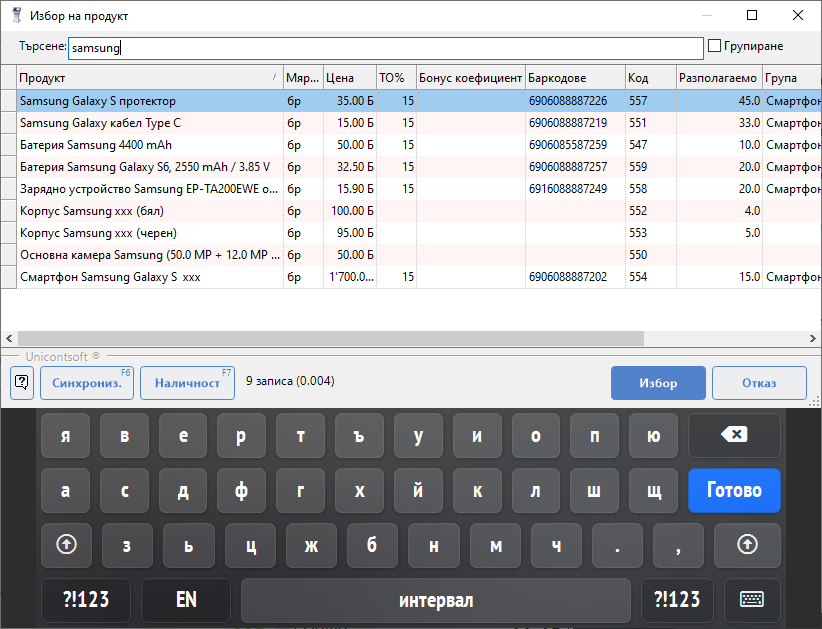 Избор на продукт
Търсене: samsung Групиране
Продукт / Мяр... Цена ТО% Бонус коефициент Баркодове Код Разполагаемо Група
Samsung Galaxy S протектор бр 35.00 Б 15 6906088887226 557 45.0 Смартфон
Samsung Galaxy кабел Type C бр 15.00 Б 15 6906088887219 551 33.0 Смартфон
Батерия Samsung 4400 mAh бр 50.00 Б 15 6906085587259 547 10.0 Смартфон
Батерия Samsung Galaxy S6, 2550 mAh / 3.85 V бр 32.50 Б 15 6906088887257 559 20.0 Смартфон
Зарядно устройство Samsung EP-TA200EWE о... бр 15.90 Б 15 6916088887249 558 20.0 Смартфон
Корпус Samsung xxx (бял) бр 100.00 Б 552 4.0
Корпус Samsung xxx (черен) бр 95.00 Б 553 5.0
Основна камера Samsung (50.0 MP + 12.0 MP ... бр 50.00 Б 550
Смартфон Samsung Galaxy S xxx бр 1'700.0... 15 6906088887202 554 15.0 Смартфон
Unicontsoft ®
Синхрониз. F6 Наличност F7 9 записа (0.004) Избор Отказ
я в е р т ъ у и о п ю
а с д ф г х й к л ш щ Готово
з ь ц ж б н м ч . ,
?!123 EN интервал ?!123